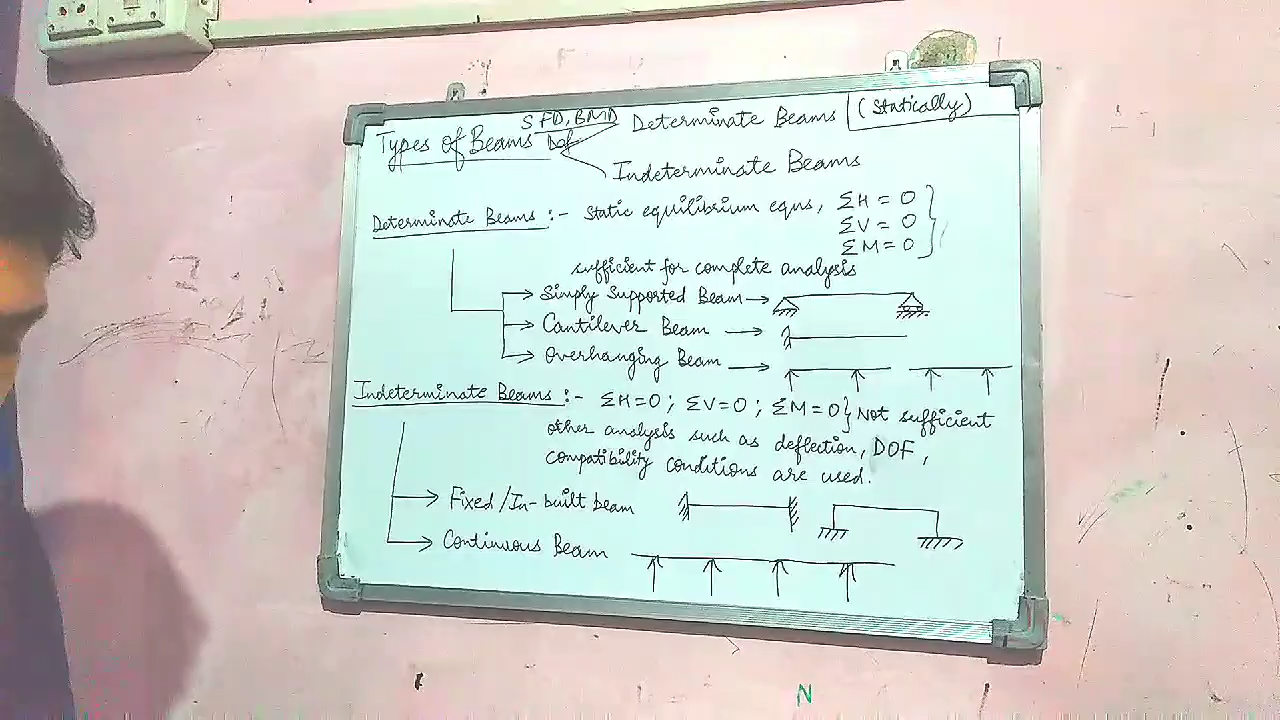 SFD, BMD Determinate Beams (Statically)
Types of Beams Dof
Indeterminate Beams
Determinate Beams :- Static equilibrium eqns, ΣH = 0
ΣV = 0
ΣM = 0
sufficient for complete analysis
→ Simply Supported Beam →
→ Cantilever Beam →
→ Overhanging Beam →
Indeterminate Beams :- ΣH=0 ; ΣV=0 ; ΣM=0} Not sufficient
other analysis such as deflection, DOF,
compatibility conditions are used.
→ Fixed/In-built beam
→ Continuous Beam
N